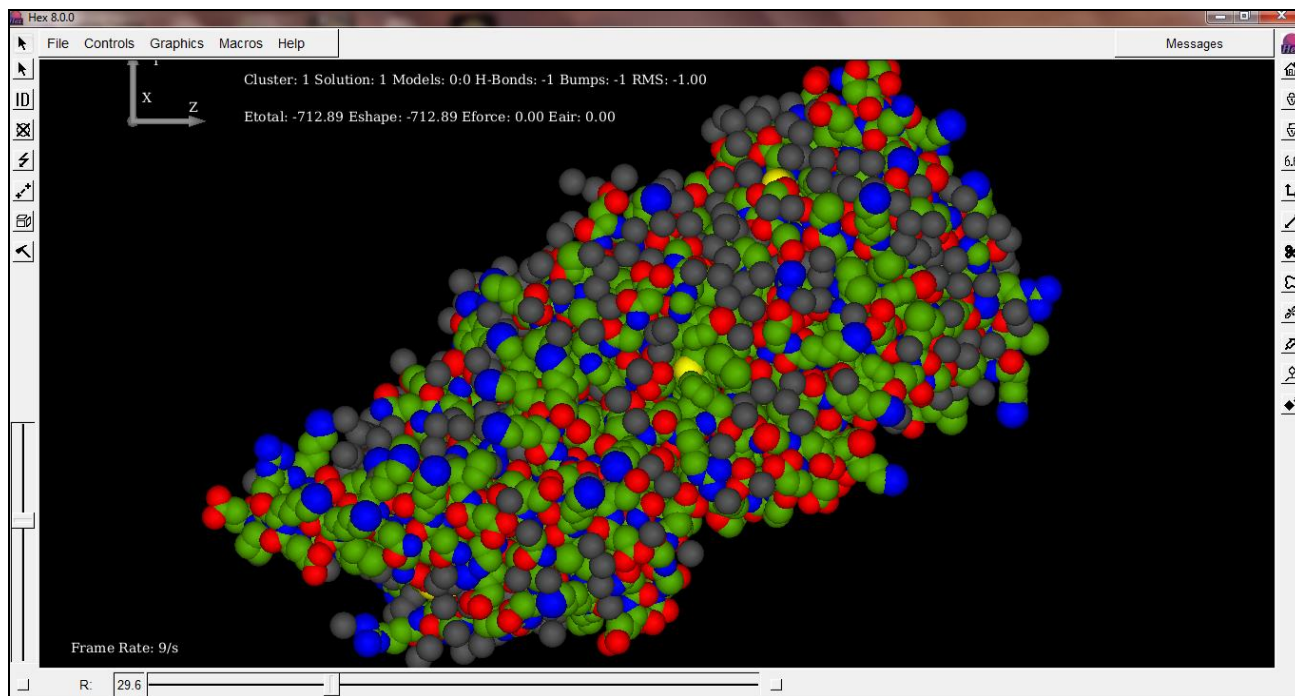 Hex 8.0.0
File Controls Graphics Macros Help Messages
Hex
ID
X
Z
Cluster: 1 Solution: 1 Models: 0:0 H-Bonds: -1 Bumps: -1 RMS: -1.00
Etotal: -712.89 Eshape: -712.89 Eforce: 0.00 Eair: 0.00
Frame Rate: 9/s
R: 29.6